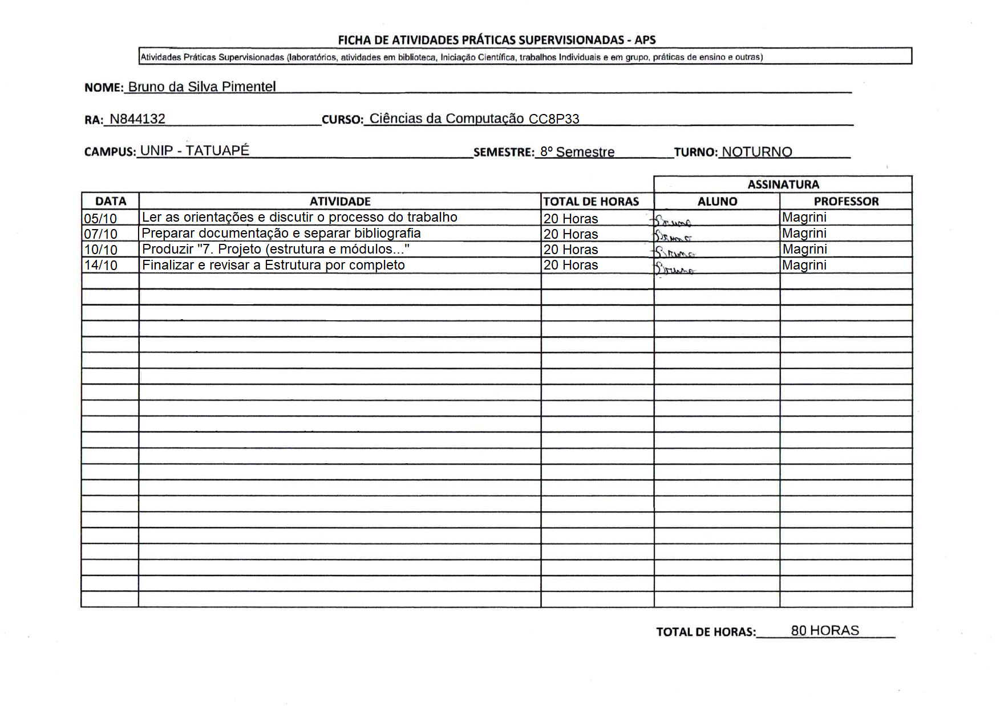 FICHA DE ATIVIDADES PRÁTICAS SUPERVISIONADAS - APS
Atividades Práticas Supervisionadas (laboratórios, atividades em biblioteca, Iniciação Científica, trabalhos Individuais e em grupo, práticas de ensino e outras)
NOME: Bruno da Silva Pimentel
RA: N844132 CURSO: Ciências da Computação CC8P33
CAMPUS: UNIP - TATUAPÉ SEMESTRE: 8º Semestre TURNO: NOTURNO
ASSINATURA
DATA ATIVIDADE TOTAL DE HORAS ALUNO PROFESSOR
05/10 Ler as orientações e discutir o processo do trabalho 20 Horas Bruno Magrini
07/10 Preparar documentação e separar bibliografia 20 Horas Bruno Magrini
10/10 Produzir "7. Projeto (estrutura e módulos..." 20 Horas Bruno Magrini
14/10 Finalizar e revisar a Estrutura por completo 20 Horas Bruno Magrini
TOTAL DE HORAS: 80 HORAS